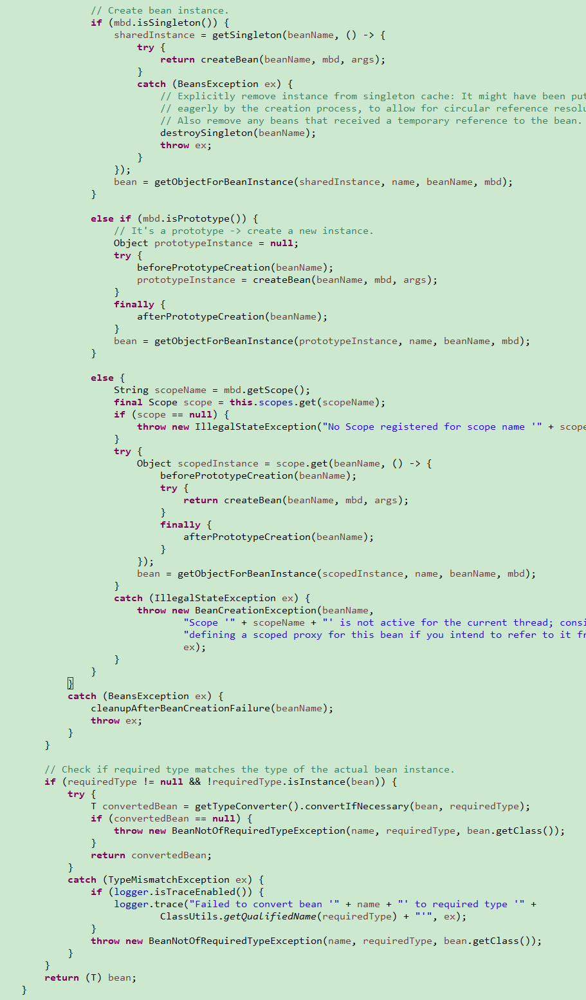 // Create bean instance.
if (mbd.isSingleton()) {
sharedInstance = getSingleton(beanName, () -> {
try {
return createBean(beanName, mbd, args);
}
catch (BeansException ex) {
// Explicitly remove instance from singleton cache: It might have been put
// eagerly by the creation process, to allow for circular reference resolu
// Also remove any beans that received a temporary reference to the bean.
destroySingleton(beanName);
throw ex;
}
});
bean = getObjectForBeanInstance(sharedInstance, name, beanName, mbd);
}
else if (mbd.isPrototype()) {
// It's a prototype -> create a new instance.
Object prototypeInstance = null;
try {
beforePrototypeCreation(beanName);
prototypeInstance = createBean(beanName, mbd, args);
}
finally {
afterPrototypeCreation(beanName);
}
bean = getObjectForBeanInstance(prototypeInstance, name, beanName, mbd);
}
else {
String scopeName = mbd.getScope();
final Scope scope = this.scopes.get(scopeName);
if (scope == null) {
throw new IllegalStateException("No Scope registered for scope name '" + scope
}
try {
Object scopedInstance = scope.get(beanName, () -> {
beforePrototypeCreation(beanName);
try {
return createBean(beanName, mbd, args);
}
finally {
afterPrototypeCreation(beanName);
}
});
bean = getObjectForBeanInstance(scopedInstance, name, beanName, mbd);
}
catch (IllegalStateException ex) {
throw new BeanCreationException(beanName,
"Scope '" + scopeName + "' is not active for the current thread; consi
"defining a scoped proxy for this bean if you intend to refer to it fr
ex);
}
}
}
catch (BeansException ex) {
cleanupAfterBeanCreationFailure(beanName);
throw ex;
}
}
// Check if required type matches the type of the actual bean instance.
if (requiredType != null && !requiredType.isInstance(bean)) {
try {
T convertedBean = getTypeConverter().convertIfNecessary(bean, requiredType);
if (convertedBean == null) {
throw new BeanNotOfRequiredTypeException(name, requiredType, bean.getClass());
}
return convertedBean;
}
catch (TypeMismatchException ex) {
if (logger.isTraceEnabled()) {
logger.trace("Failed to convert bean '" + name + "' to required type '" +
ClassUtils.getQualifiedName(requiredType) + "'", ex);
}
throw new BeanNotOfRequiredTypeException(name, requiredType, bean.getClass());
}
}
return (T) bean;
}